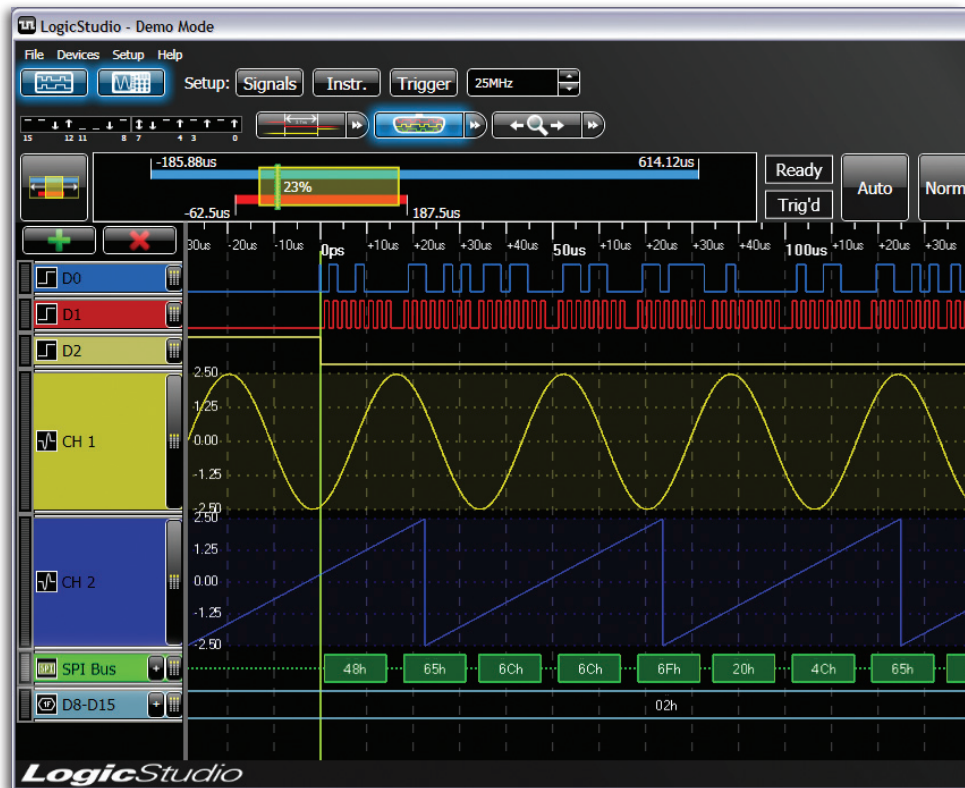 LogicStudio - Demo Mode
File Devices Setup Help
Setup: Signals Instr. Trigger 25MHz
15 12 11 8 7 4 3 0
-185.88us 614.12us
23%
-62.5us 187.5us
Ready
Trig'd
Auto
Norm
30us -20us -10us 0ps +10us +20us +30us +40us 50us +10us +20us +30us +40us 100us +10us +20us +30us
D0
D1
D2
2.50
1.25
CH 1 0.00
-1.25
-2.50
2.50
1.25
CH 2 0.00
-1.25
-2.50
SPI SPI Bus + 48h 65h 6Ch 6Ch 6Fh 20h 4Ch 65h
D8-D15 + 02h
LogicStudio